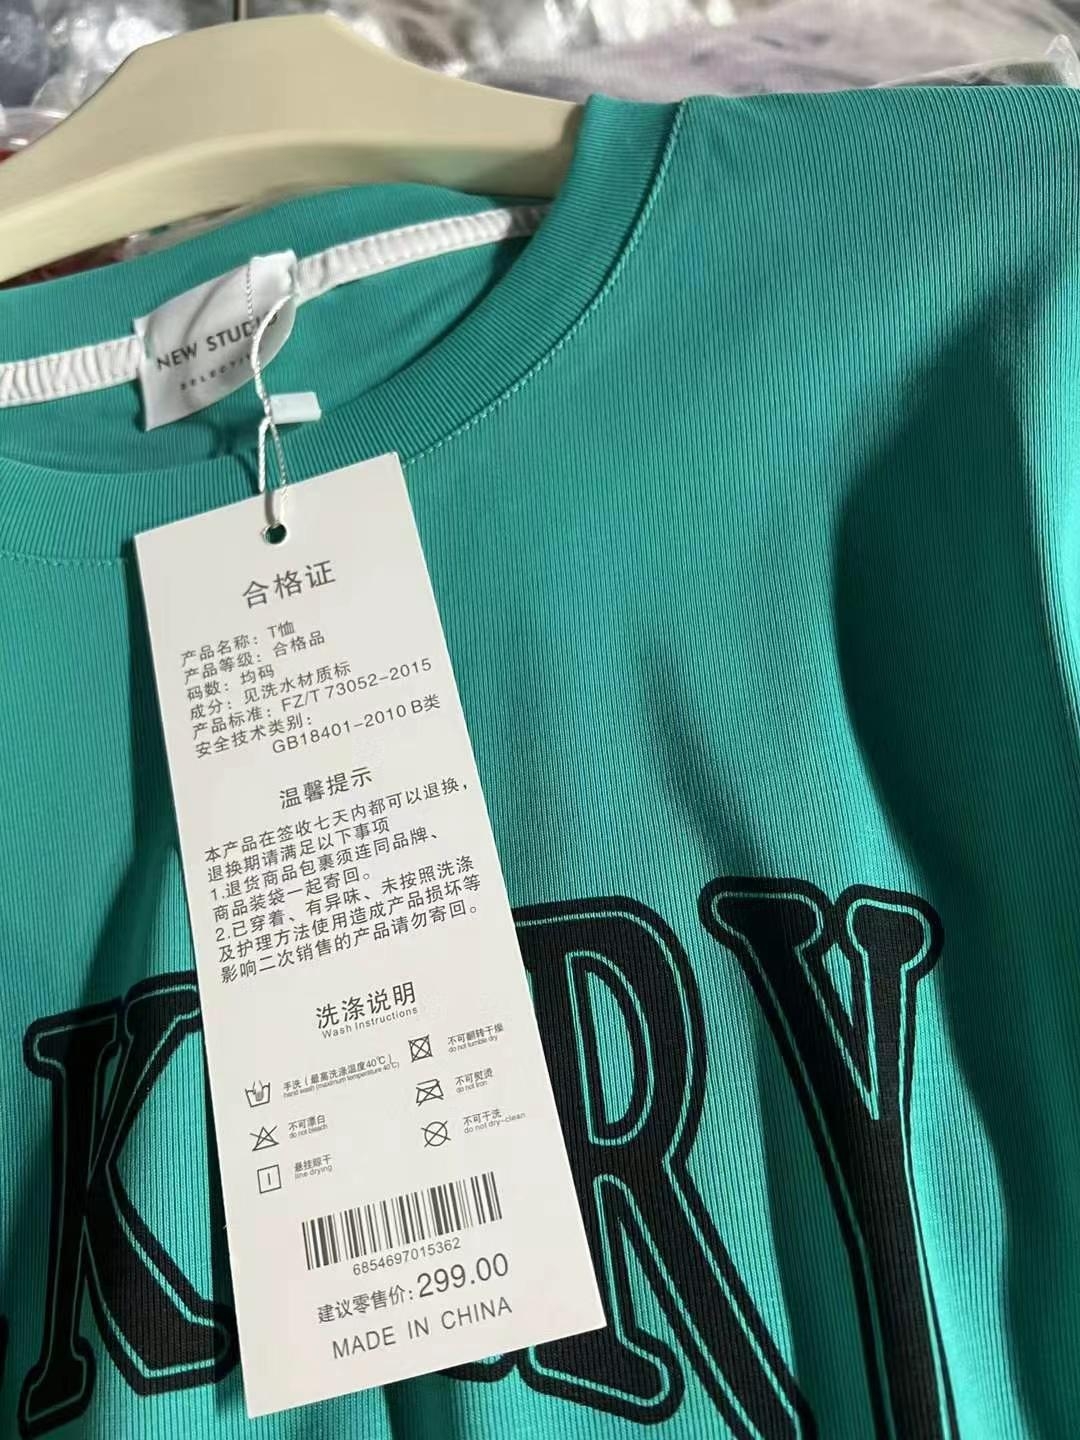 NEW STUDIO
合格证
产品名称: T恤
产品等级: 合格品
码数: 均码
成分: 见洗水材质标
产品标准: FZ/T 73052-2015
安全技术类别:
GB18401-2010 B类
温馨提示
本产品在签收七天内都可以退换，
退换期请满足以下事项
1.退货商品包裹须连同品牌、
商品装袋一起寄回。
2.已穿着、有异味、未按照洗涤
及护理方法使用造成产品损坏等
影响二次销售的产品请勿寄回。
洗涤说明
Wash Instructions
手洗（最高洗涤温度40℃）
hand wash (maximum temperature 40℃)
不可漂白
do not bleach
悬挂晾干
line drying
不可翻转干燥
do not tumble dry
不可熨烫
do not iron
不可干洗
do not dry-clean
6854697015362
建议零售价: 299.00
MADE IN CHINA
RY